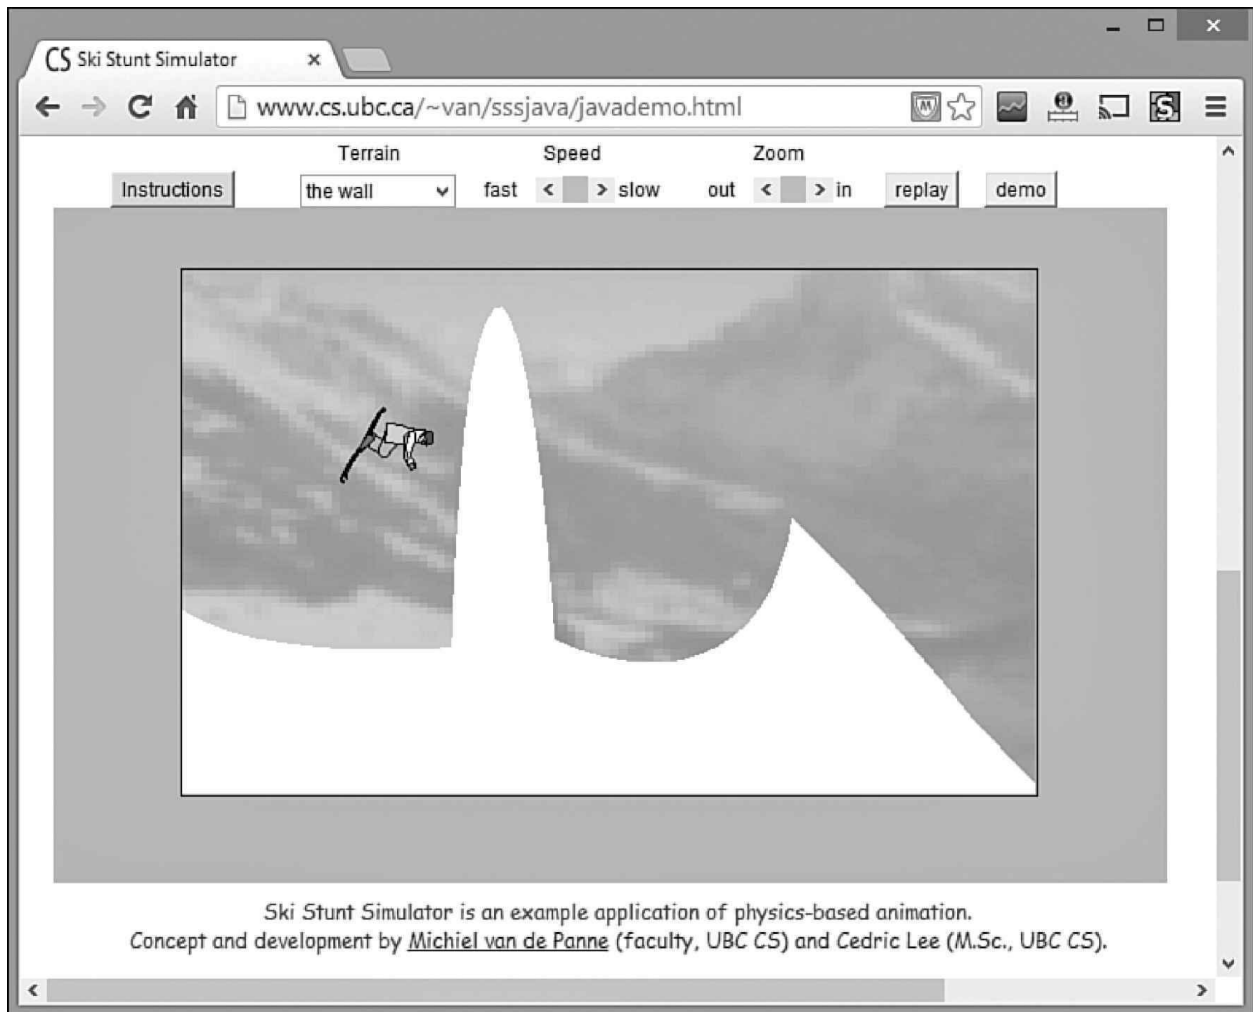 CS Ski Stunt Simulator
www.cs.ubc.ca/~van/sssjava/javademo.html
Terrain Speed Zoom
Instructions the wall fast slow out in replay demo
Ski Stunt Simulator is an example application of physics-based animation.
Concept and development by Michiel van de Panne (faculty, UBC CS) and Cedric Lee (M.Sc., UBC CS).